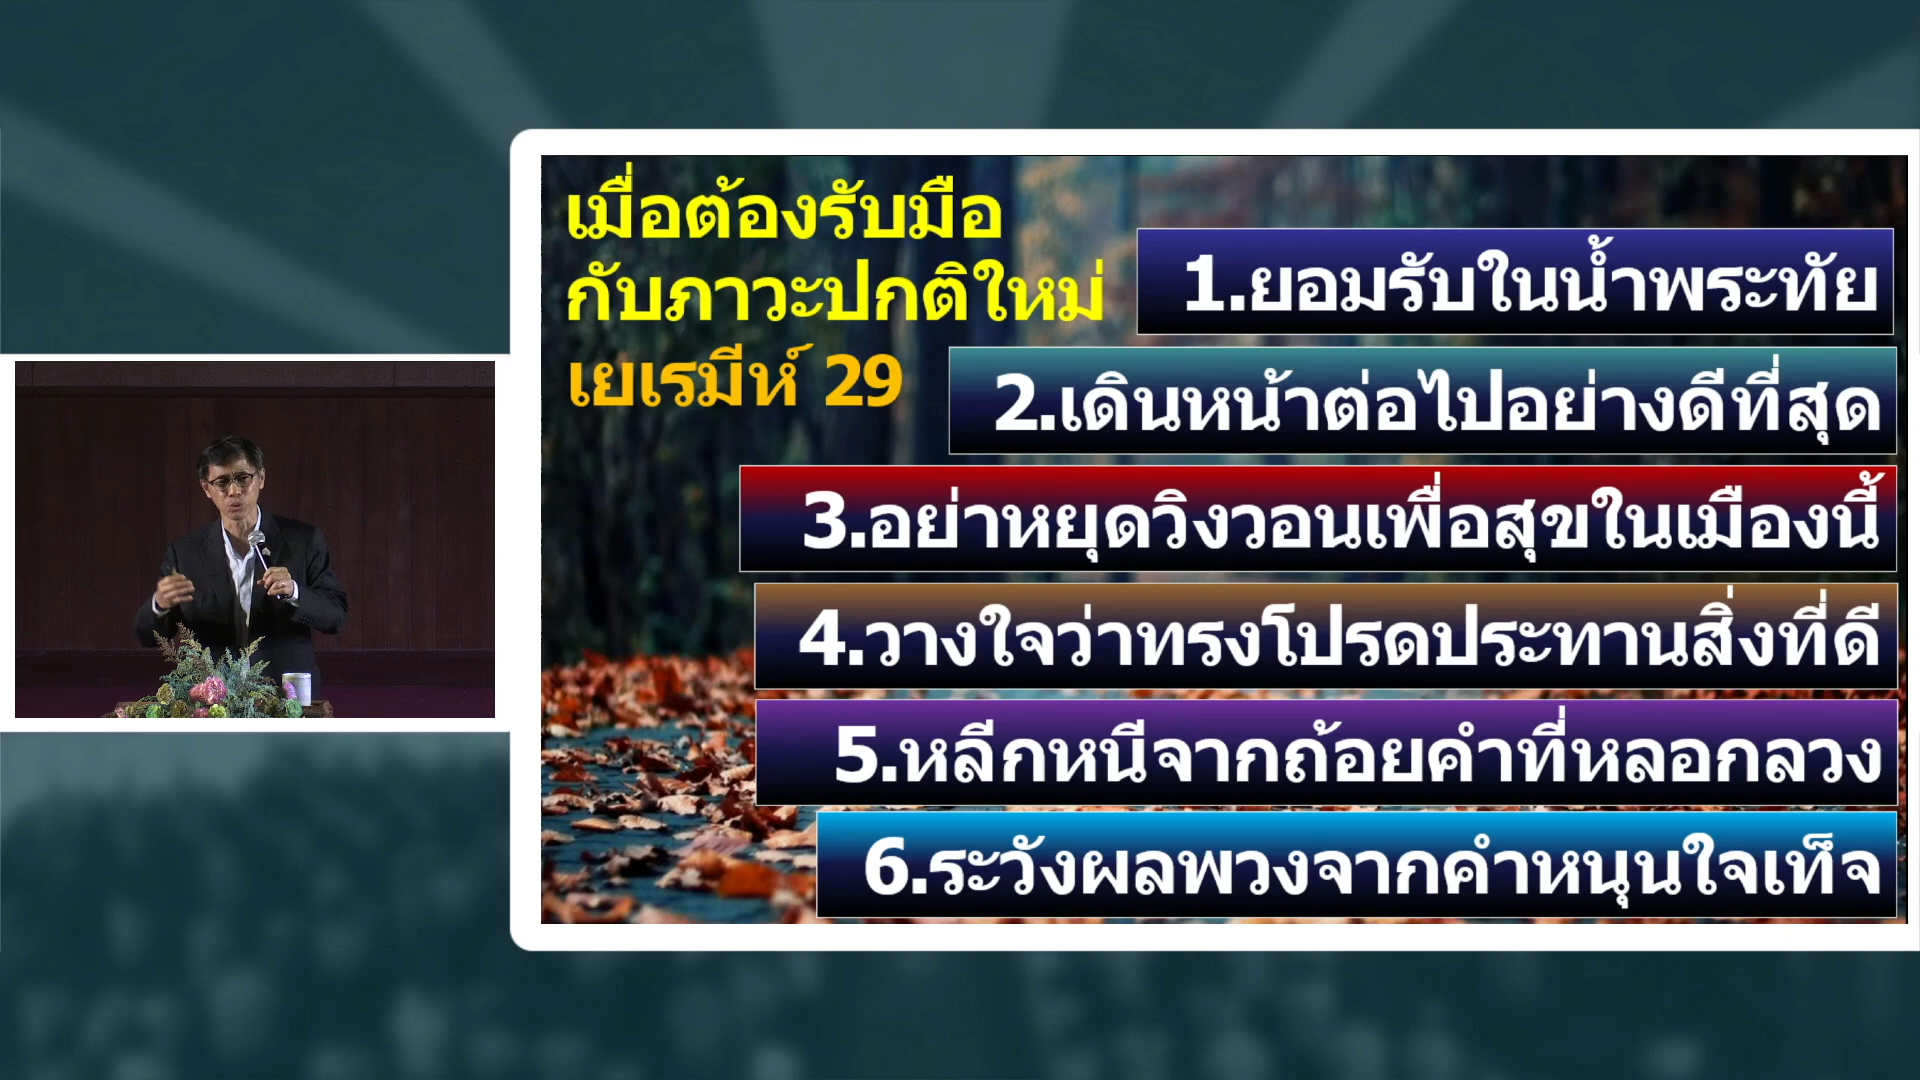 เมื่อต้องรับมือ
กับภาวะปกติใหม่
เยเรมีห์ 29
1.ยอมรับในน้ำพระทัย
2.เดินหน้าต่อไปอย่างดีที่สุด
3.อย่าหยุดวิงวอนเพื่อสุขในเมืองนี้
4.วางใจว่าทรงโปรดประทานสิ่งที่ดี
5.หลีกหนีจากถ้อยคำที่หลอกลวง
6.ระวังผลพวงจากคำหนุนใจเท็จ